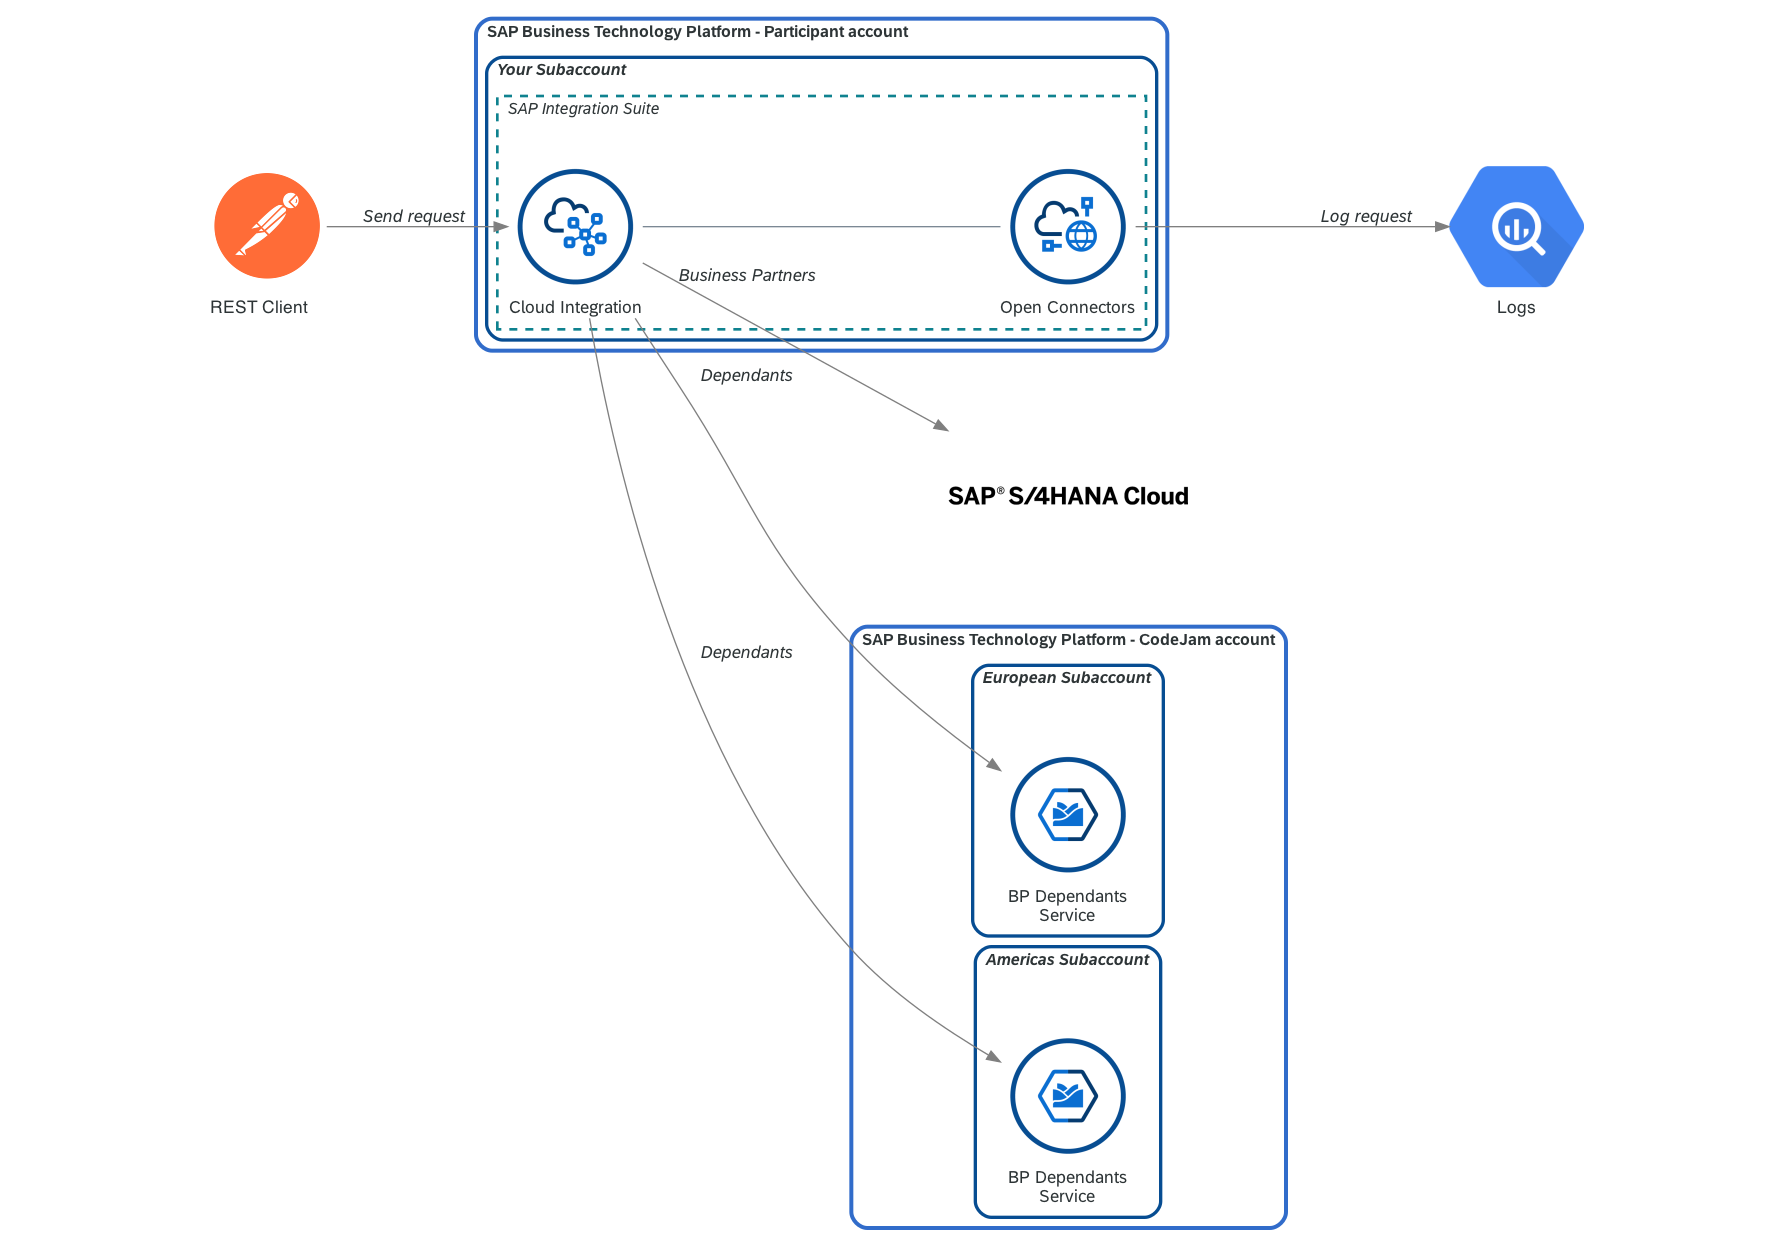 SAP Business Technology Platform - Participant account
Your Subaccount
SAP Integration Suite
Send request
Log request
Business Partners
REST Client
Cloud Integration
Open Connectors
Logs
Dependants
SAP® S/4HANA Cloud
SAP Business Technology Platform - CodeJam account
Dependants
European Subaccount
BP Dependants
Service
Americas Subaccount
BP Dependants
Service